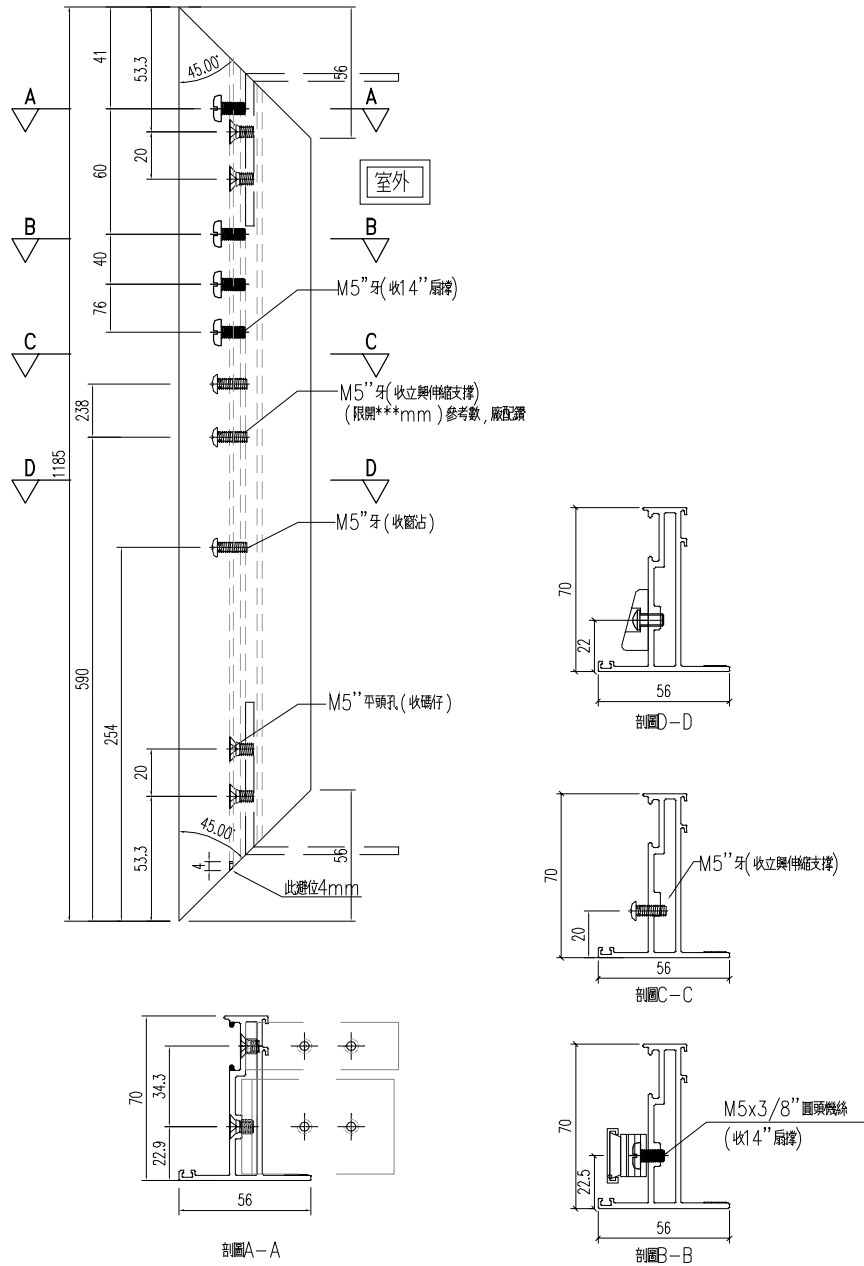 41
53.3
45.00°
56
A
A
20
60
室外
B
B
40
M5”牙(收14’’扇撐)
76
C
C
M5’’牙(收立興伸縮支撐)
(限開***mm)參考數,廠配鑽
238
1185
D
D
M5”牙(收窗沾)
70
22
56
剖圖D-D
590
254
M5’’平頭孔(收碼仔)
20
45.00°
53.3
4
56
此避位4mm
M5”牙(收立興伸縮支撐)
70
20
56
剖圖C-C
70
34.3
22.9
56
剖圖A-A
M5x3/8”圓頭機絲
(收14”扇撐)
70
22.5
56
剖圖B-B